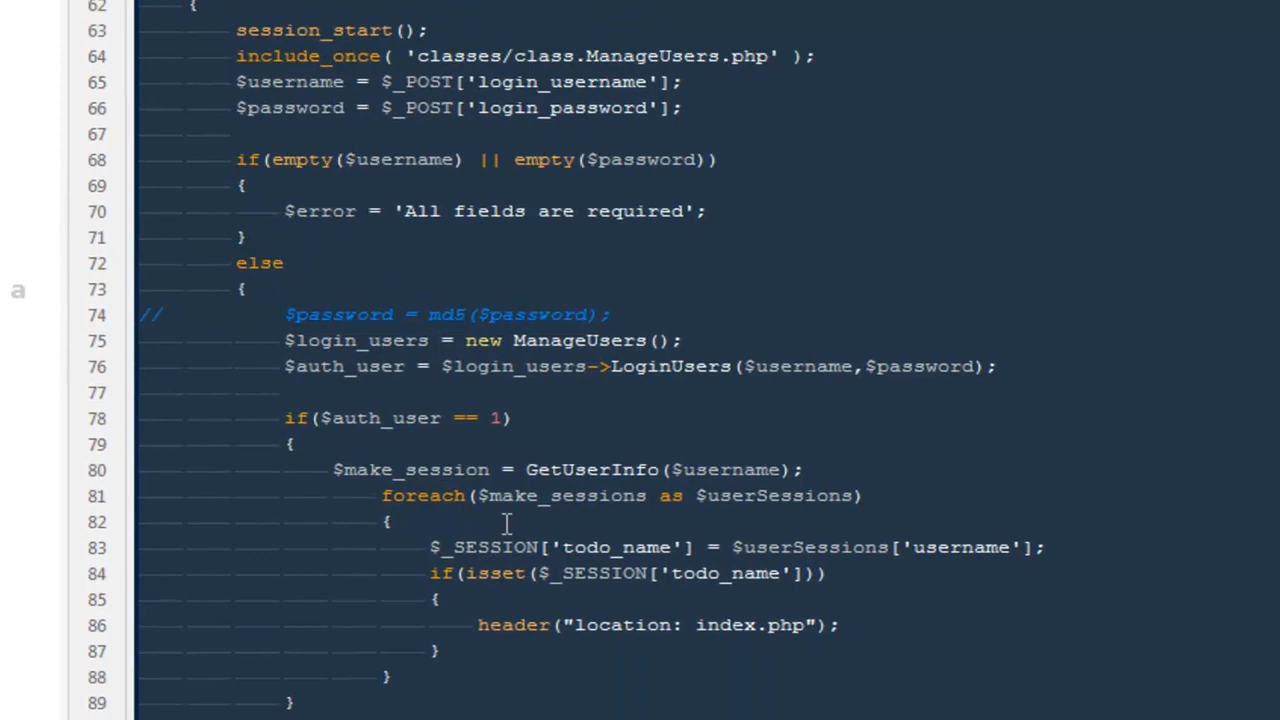 62 {
63 session_start();
64 include_once( 'classes/class.ManageUsers.php' );
65 $username = $_POST['login_username'];
66 $password = $_POST['login_password'];
67
68 if(empty($username) || empty($password))
69 {
70 $error = 'All fields are required';
71 }
72 else
73 {
a
74 // $password = md5($password);
75 $login_users = new ManageUsers();
76 $auth_user = $login_users->LoginUsers($username,$password);
77
78 if($auth_user == 1)
79 {
80 $make_session = GetUserInfo($username);
81 foreach($make_sessions as $userSessions)
82 {
83 $_SESSION['todo_name'] = $userSessions['username'];
84 if(isset($_SESSION['todo_name']))
85 {
86 header("location: index.php");
87 }
88 }
89 }